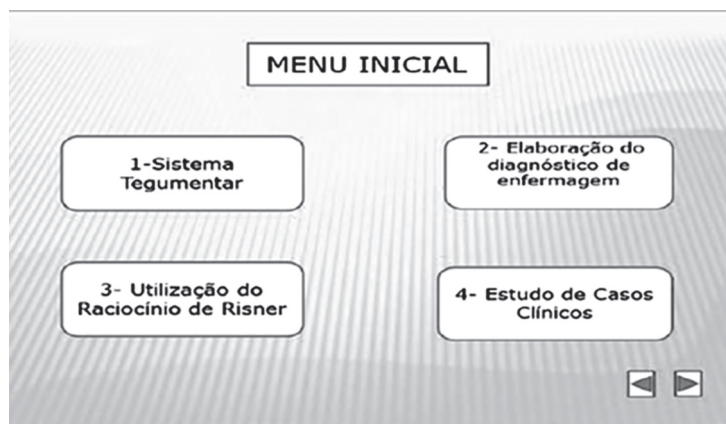 MENU INICIAL
1-Sistema
Tegumentar
2- Elaboração do
diagnóstico de
enfermagem
3- Utilização do
Raciocínio de Risner
4- Estudo de Casos
Clínicos